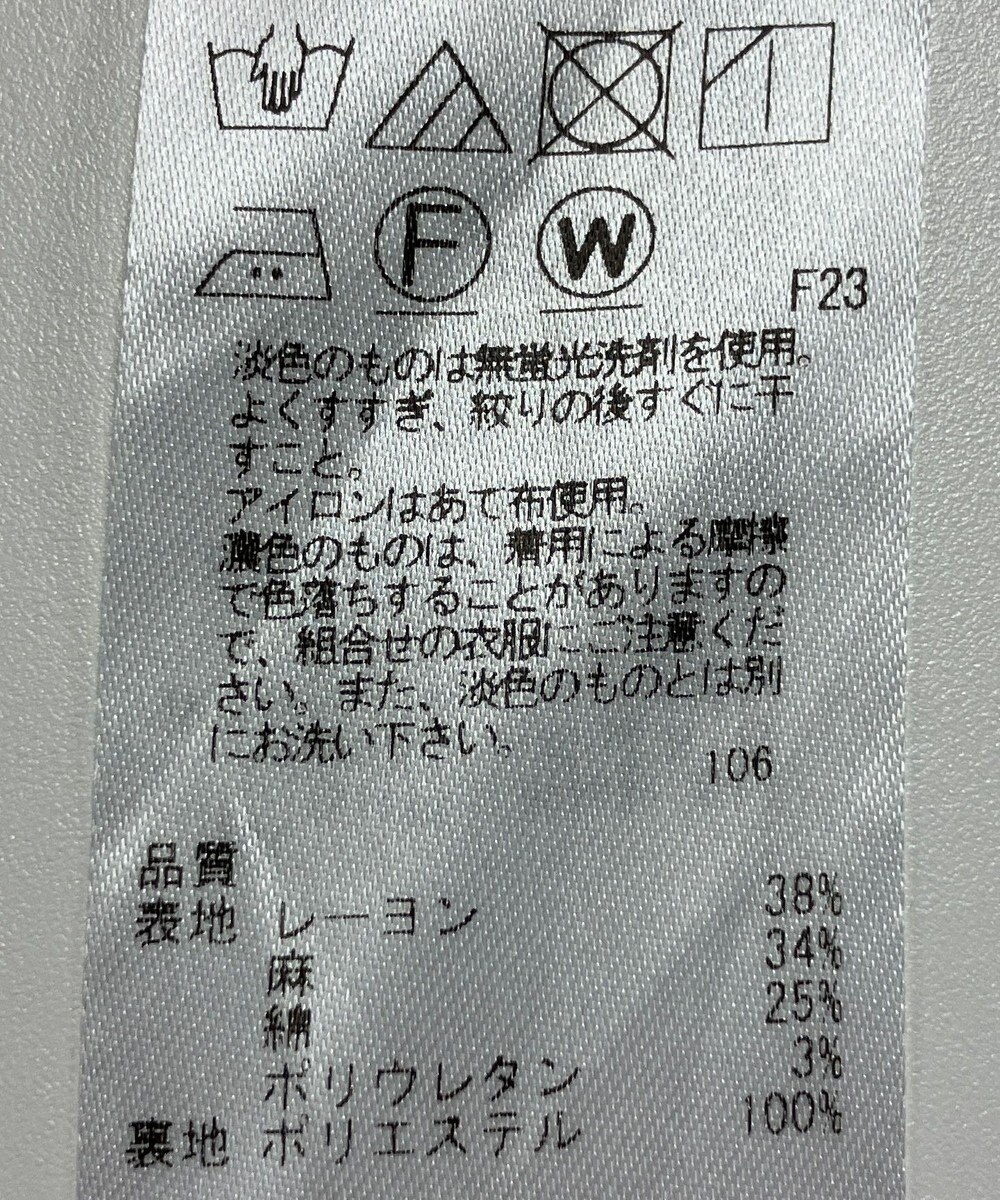 F W
F23
淡色のものは無蛍光洗剤を使用。
よくすすぎ、絞りの後すぐに干
すこと。
アイロンはあて布使用。
濃色のものは、着用による摩擦
で色落ちすることがありますの
で、組合せの衣服にご注意くだ
さい。また、淡色のものとは別
にお洗い下さい。
106
品質
表地 レーヨン 38%
麻 34%
綿 25%
ポリウレタン 3%
裏地 ポリエステル 100%